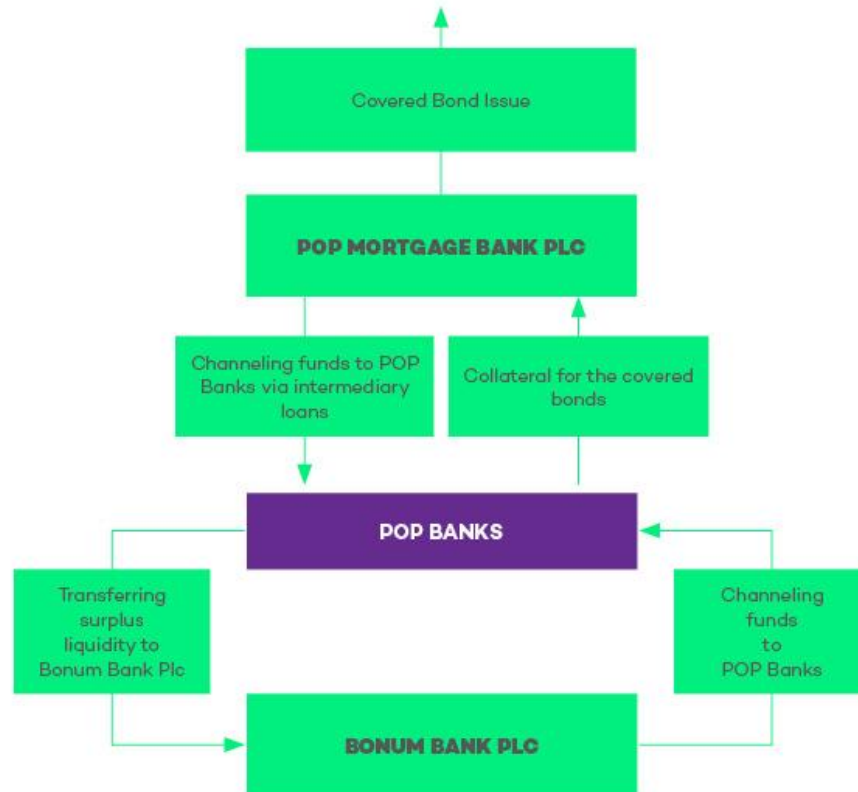 Covered Bond Issue
POP MORTGAGE BANK PLC
Channeling funds to POP
Banks via intermediary
loans
Collateral for the covered
bonds
POP BANKS
Transferring
surplus
liquidity to
Bonum Bank Plc
Channeling
funds
to
POP Banks
BONUM BANK PLC